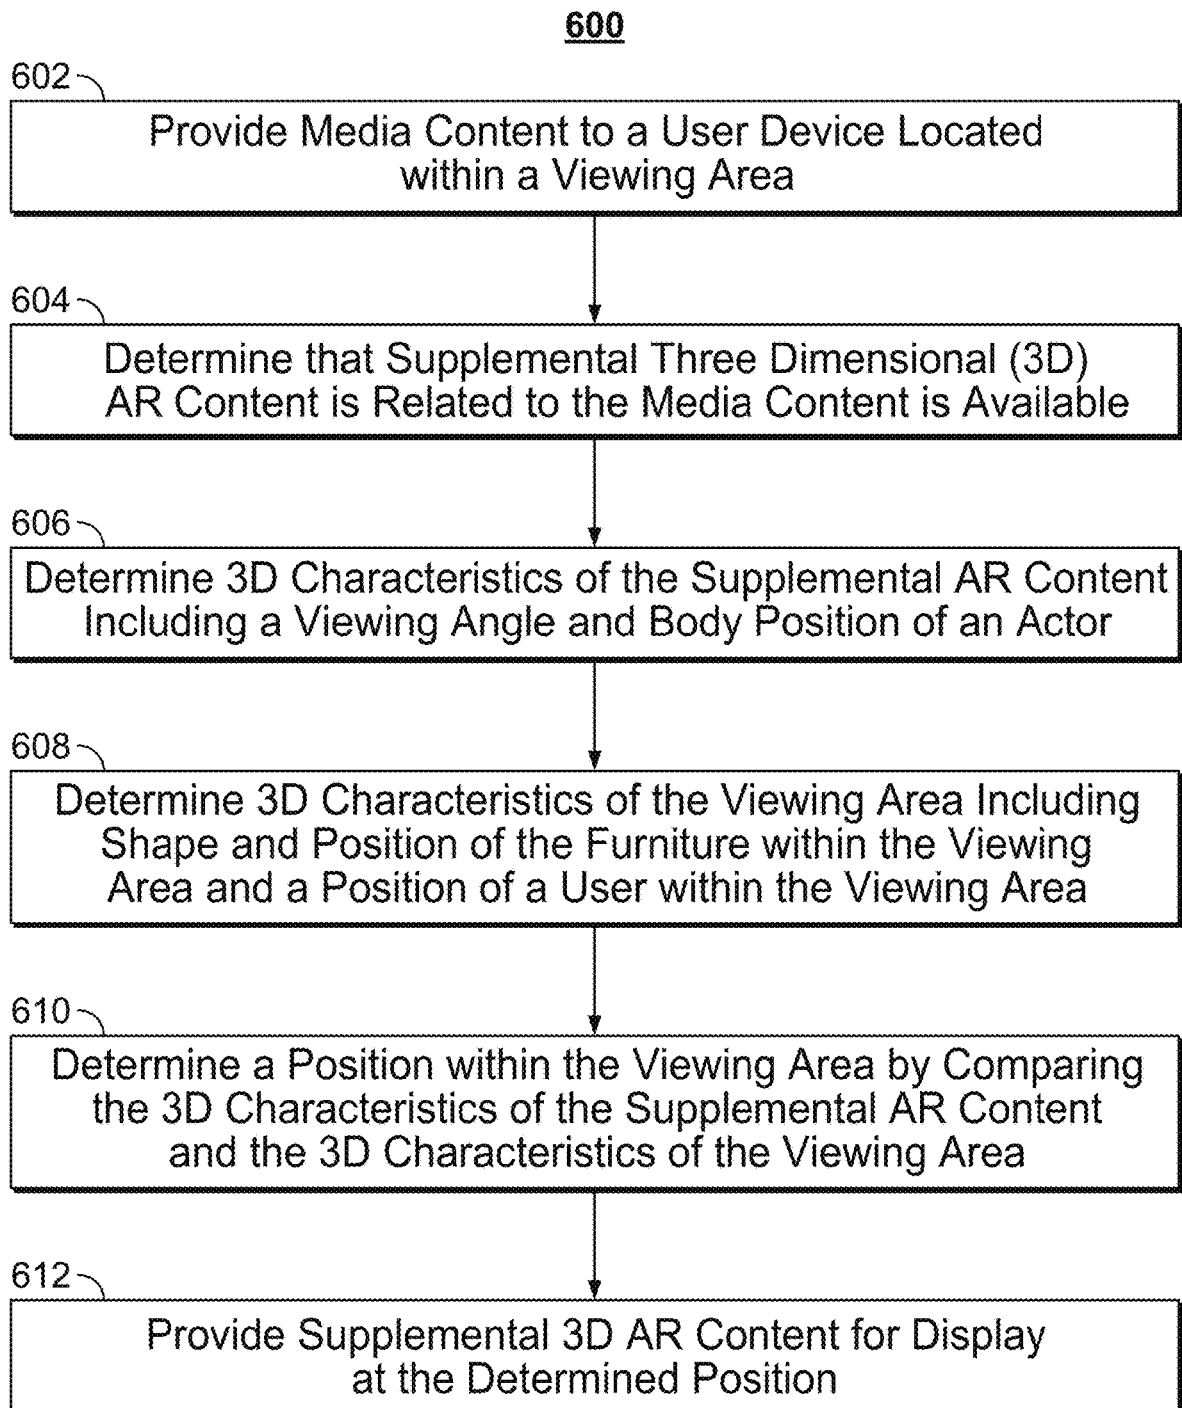 600
602
Provide Media Content to a User Device Located
within a Viewing Area
604
Determine that Supplemental Three Dimensional (3D)
AR Content is Related to the Media Content is Available
606
Determine 3D Characteristics of the Supplemental AR Content
Including a Viewing Angle and Body Position of an Actor
608
Determine 3D Characteristics of the Viewing Area Including
Shape and Position of the Furniture within the Viewing
Area and a Position of a User within the Viewing Area
610
Determine a Position within the Viewing Area by Comparing
the 3D Characteristics of the Supplemental AR Content
and the 3D Characteristics of the Viewing Area
612
Provide Supplemental 3D AR Content for Display
at the Determined Position